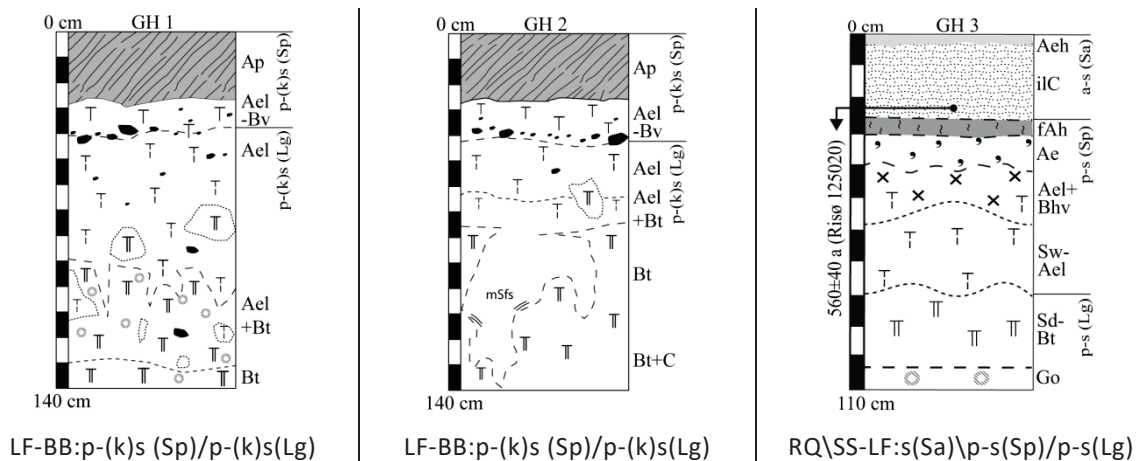 0 cm GH 1
Ap
Ael
-Bv
Ael
Ael
+Bt
Bt
p-(k)s (Sp)
p-(k)s (Lg)
140 cm
LF-BB:p-(k)s (Sp)/p-(k)s(Lg)
0 cm GH 2
Ap
Ael
-Bv
Ael
Ael
+Bt
Bt
mSfs
Bt+C
p-(k)s (Sp)
p-(k)s (Lg)
140 cm
LF-BB:p-(k)s (Sp)/p-(k)s(Lg)
0 cm GH 3
Aeh
ilC
fAh
Ae
Ael+
Bhv
Sw-
Ael
Sd-
Bt
Go
a-s (Sa)
p-s (Sp)
p-s (Lg)
560±40 a (Risø 125020)
110 cm
RQ\SS-LF:s(Sa)\p-s(Sp)/p-s(Lg)